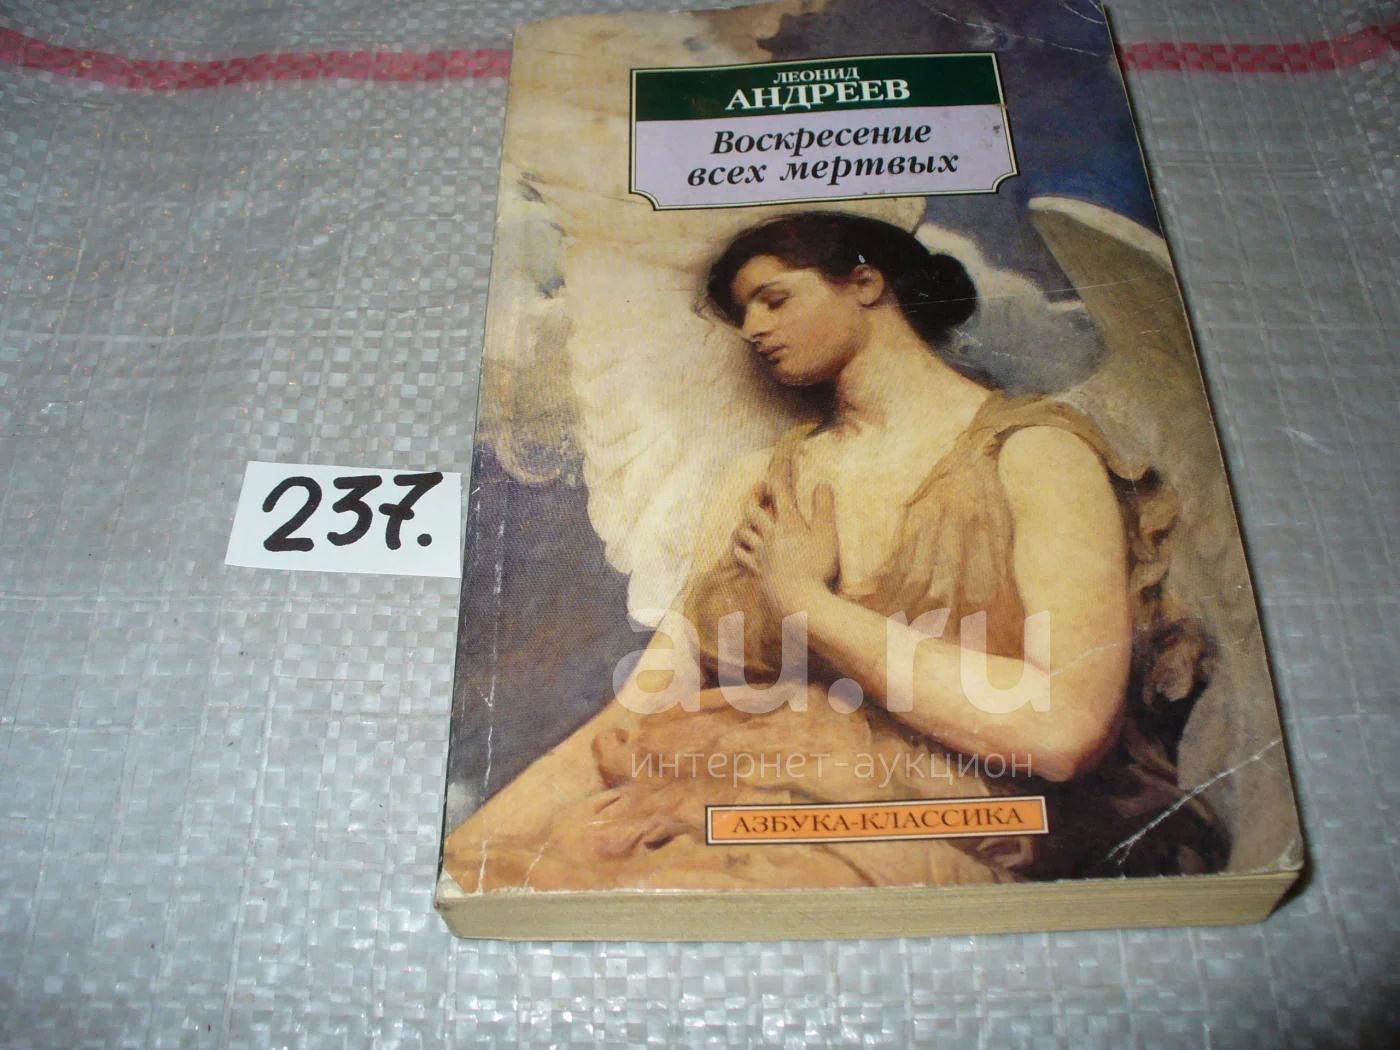 ЛЕОНИД
АНДРЕЕВ
Воскресение
всех мертвых
237.
au.ru
интернет-аукцион
АЗБУКА-КЛАССИКА